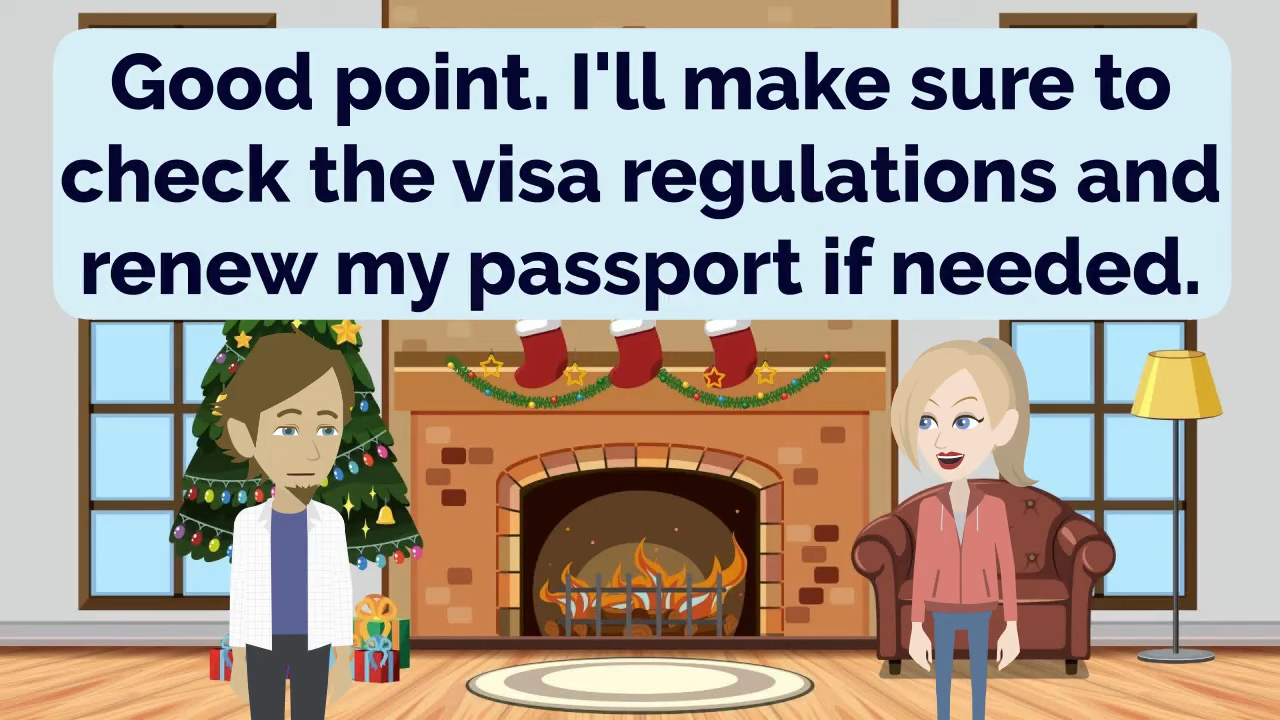 Good point. I'll make sure to
check the visa regulations and
renew my passport if needed.